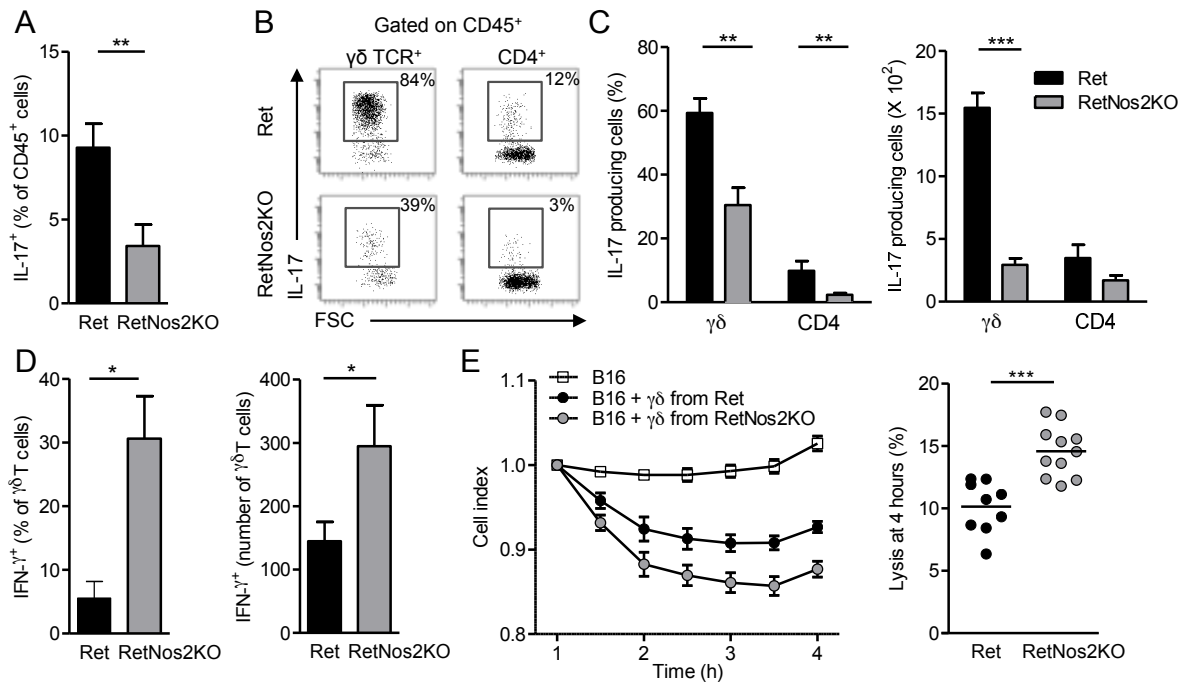 A
**
IL-17⁺ (% of CD45⁺ cells)
15
10
5
0
Ret RetNos2KO
B
Gated on CD45⁺
γδ TCR⁺ CD4⁺
Ret
84% 12%
RetNos2KO
39% 3%
IL-17
FSC
C
** **
IL-17 producing cells (%)
80
60
40
20
0
γδ CD4
***
IL-17 producing cells (X 10²)
20
15
10
5
0
γδ CD4
Ret
RetNos2KO
D
*
IFN-γ⁺ (% of γδT cells)
40
30
20
10
0
Ret RetNos2KO
*
IFN-γ⁺ (number of γδT cells)
400
300
200
100
0
Ret RetNos2KO
E
B16
B16 + γδ from Ret
B16 + γδ from RetNos2KO
Cell index
1.1
1.0
0.9
0.8
1 2 3 4
Time (h)
***
Lysis at 4 hours (%)
20
15
10
5
0
Ret RetNos2KO